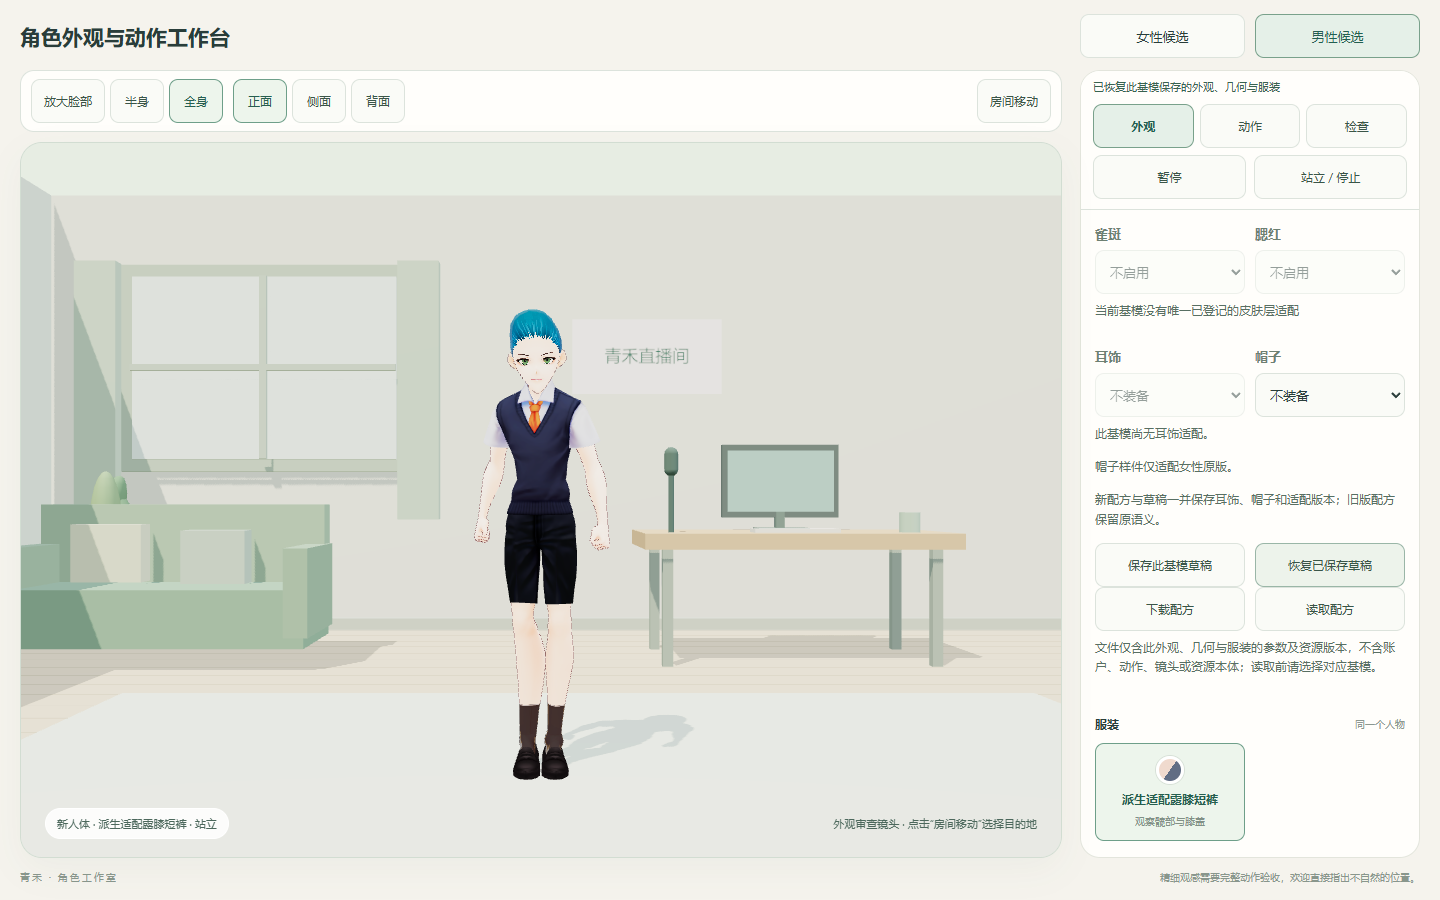 角色外观与动作工作台
女性候选
男性候选
放大脸部
半身
全身
正面
侧面
背面
房间移动
已恢复此基模保存的外观、几何与服装
外观
动作
检查
暂停
站立 / 停止
雀斑
腮红
不启用
不启用
当前基模没有唯一已登记的皮肤层适配
耳饰
帽子
不装备
不装备
此基模尚无耳饰适配。
帽子样件仅适配女性原版。
新配方与草稿一并保存耳饰、帽子和适配版本；旧版配方
保留原语义。
保存此基模草稿
恢复已保存草稿
下载配方
读取配方
文件仅含此外观、几何与服装的参数及资源版本，不含账
户、动作、镜头或资源本体；读取前请选择对应基模。
服装
同一个人物
派生适配露膝短裤
观察髋部与膝盖
青禾直播间
新人体 · 派生适配露膝短裤 · 站立
外观审查镜头 · 点击“房间移动”选择目的地
青禾 · 角色工作室
精细观感需要完整动作验收，欢迎直接指出不自然的位置。